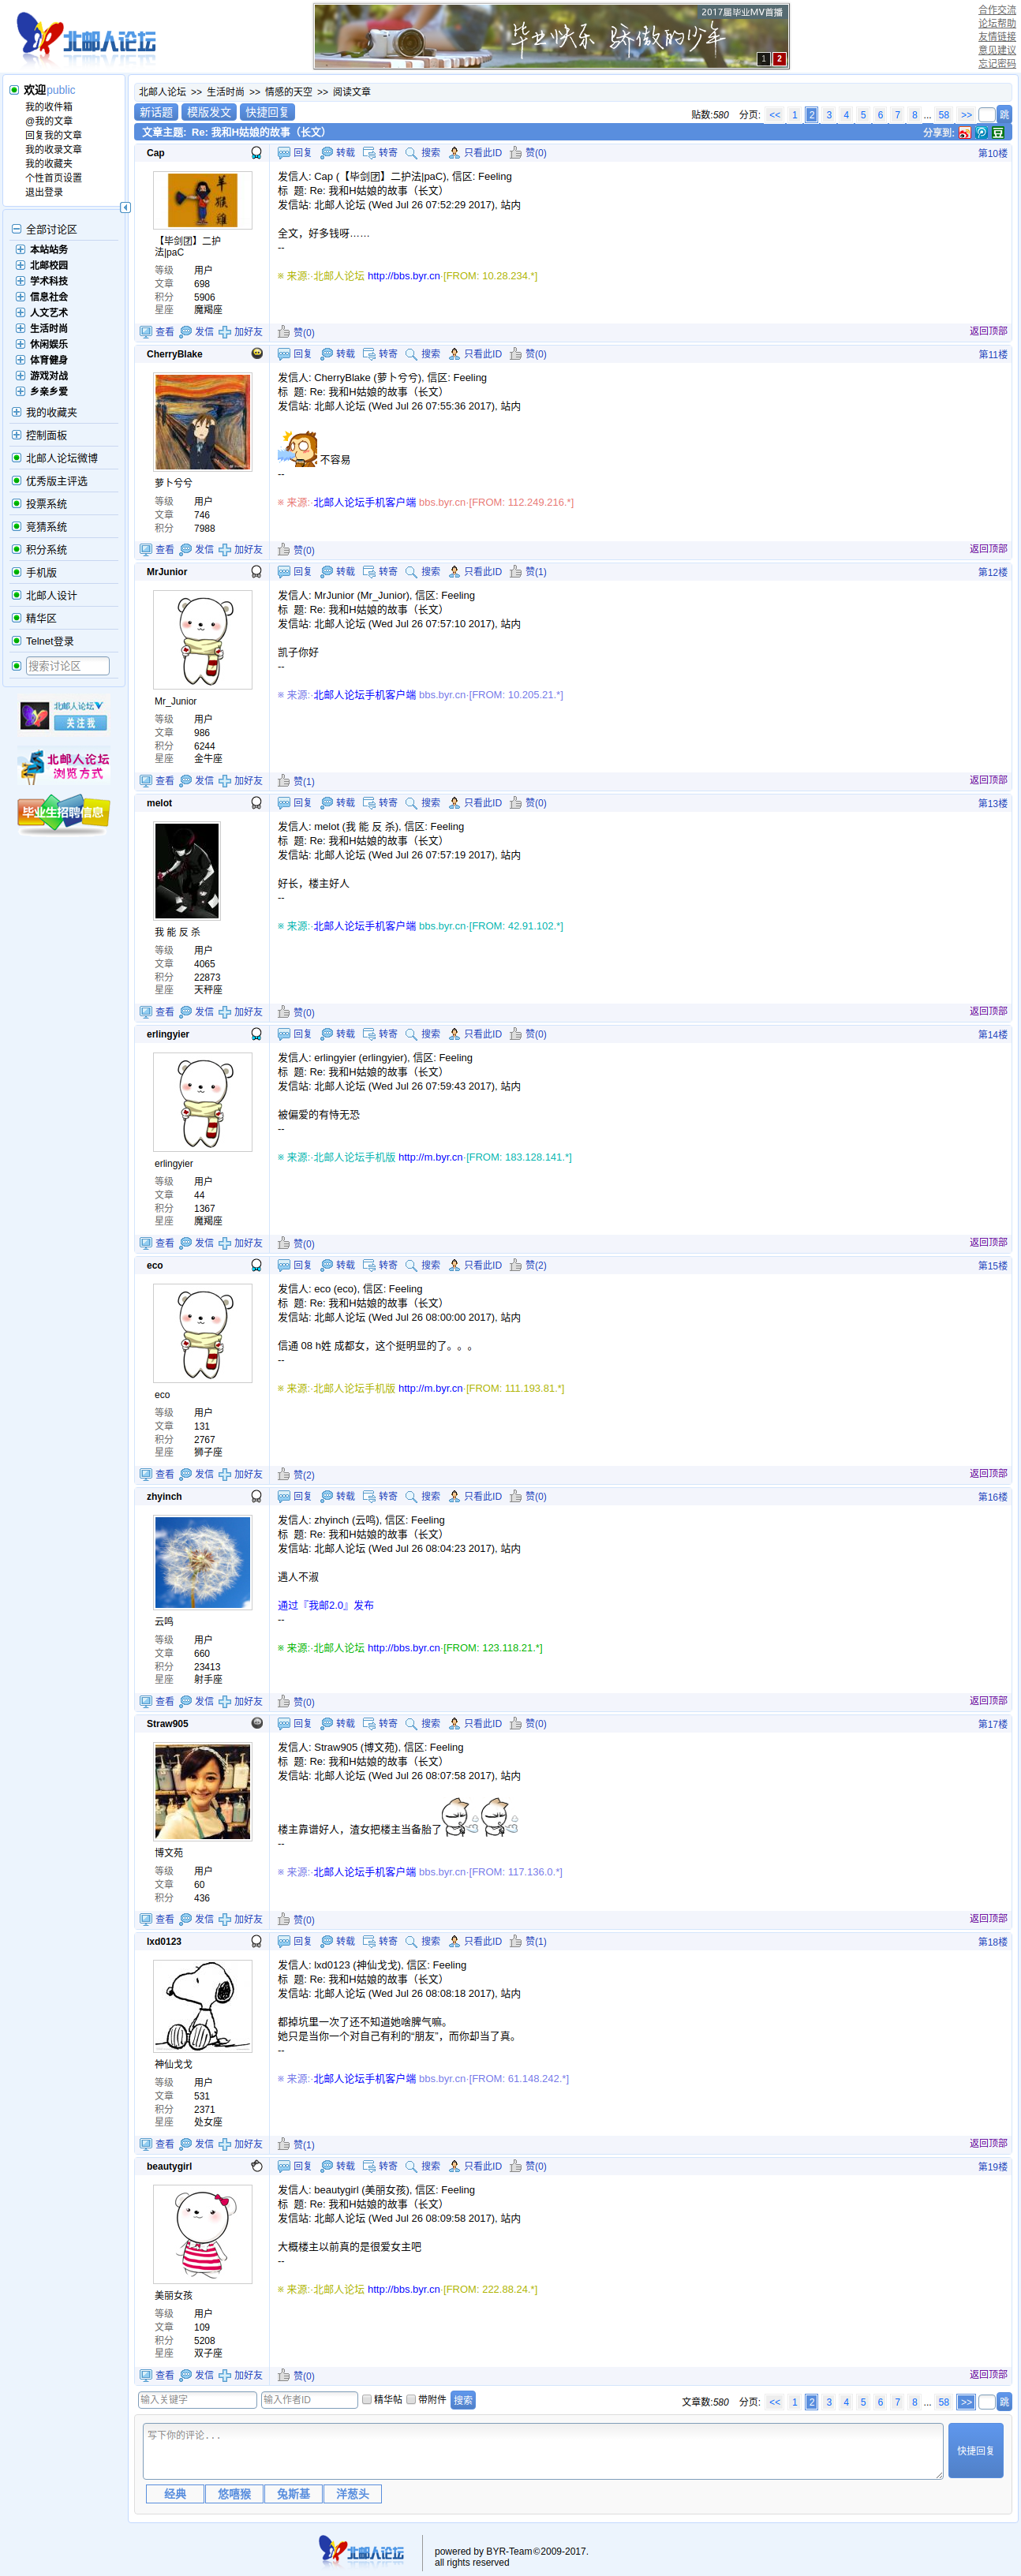 北邮人论坛
2017届毕业MV首播
毕业快乐 骄傲的少年
1 2
合作交流
论坛帮助
友情链接
意见建议
忘记密码
欢迎public
我的收件箱
@我的文章
回复我的文章
我的收录文章
我的收藏夹
个性首页设置
退出登录
全部讨论区
本站站务
北邮校园
学术科技
信息社会
人文艺术
生活时尚
休闲娱乐
体育健身
游戏对战
乡亲乡爱
我的收藏夹
控制面板
北邮人论坛微博
优秀版主评选
投票系统
竞猜系统
积分系统
手机版
北邮人设计
精华区
Telnet登录
搜索讨论区
北邮人论坛
关注我
北邮人论坛
浏览方式
毕业生招聘信息
北邮人论坛 >> 生活时尚 >> 情感的天空 >> 阅读文章
新话题 模版发文 快捷回复
贴数:580 分页: << 1 2 3 4 5 6 7 8 ... 58 >> 跳
文章主题: Re: 我和H姑娘的故事（长文） 分享到: 豆
Cap 回复 转载 转寄 搜索 只看此ID 赞(0) 第10楼
【毕剑团】二护法|paC
等级 用户
文章 698
积分 5906
星座 魔羯座
发信人: Cap (【毕剑团】二护法|paC), 信区: Feeling
标 题: Re: 我和H姑娘的故事（长文）
发信站: 北邮人论坛 (Wed Jul 26 07:52:29 2017), 站内
全文，好多钱呀……
--
※ 来源:·北邮人论坛 http://bbs.byr.cn·[FROM: 10.28.234.*]
查看 发信 加好友 赞(0) 返回顶部
CherryBlake 回复 转载 转寄 搜索 只看此ID 赞(0) 第11楼
萝卜兮兮
等级 用户
文章 746
积分 7988
发信人: CherryBlake (萝卜兮兮), 信区: Feeling
标 题: Re: 我和H姑娘的故事（长文）
发信站: 北邮人论坛 (Wed Jul 26 07:55:36 2017), 站内
不容易
--
※ 来源:·北邮人论坛手机客户端 bbs.byr.cn·[FROM: 112.249.216.*]
查看 发信 加好友 赞(0) 返回顶部
MrJunior 回复 转载 转寄 搜索 只看此ID 赞(1) 第12楼
Mr_Junior
等级 用户
文章 986
积分 6244
星座 金牛座
发信人: MrJunior (Mr_Junior), 信区: Feeling
标 题: Re: 我和H姑娘的故事（长文）
发信站: 北邮人论坛 (Wed Jul 26 07:57:10 2017), 站内
凯子你好
--
※ 来源:·北邮人论坛手机客户端 bbs.byr.cn·[FROM: 10.205.21.*]
查看 发信 加好友 赞(1) 返回顶部
melot 回复 转载 转寄 搜索 只看此ID 赞(0) 第13楼
我 能 反 杀
等级 用户
文章 4065
积分 22873
星座 天秤座
发信人: melot (我 能 反 杀), 信区: Feeling
标 题: Re: 我和H姑娘的故事（长文）
发信站: 北邮人论坛 (Wed Jul 26 07:57:19 2017), 站内
好长，楼主好人
--
※ 来源:·北邮人论坛手机客户端 bbs.byr.cn·[FROM: 42.91.102.*]
查看 发信 加好友 赞(0) 返回顶部
erlingyier 回复 转载 转寄 搜索 只看此ID 赞(0) 第14楼
erlingyier
等级 用户
文章 44
积分 1367
星座 魔羯座
发信人: erlingyier (erlingyier), 信区: Feeling
标 题: Re: 我和H姑娘的故事（长文）
发信站: 北邮人论坛 (Wed Jul 26 07:59:43 2017), 站内
被偏爱的有恃无恐
--
※ 来源:·北邮人论坛手机版 http://m.byr.cn·[FROM: 183.128.141.*]
查看 发信 加好友 赞(0) 返回顶部
eco 回复 转载 转寄 搜索 只看此ID 赞(2) 第15楼
eco
等级 用户
文章 131
积分 2767
星座 狮子座
发信人: eco (eco), 信区: Feeling
标 题: Re: 我和H姑娘的故事（长文）
发信站: 北邮人论坛 (Wed Jul 26 08:00:00 2017), 站内
信通 08 h姓 成都女，这个挺明显的了。。。
--
※ 来源:·北邮人论坛手机版 http://m.byr.cn·[FROM: 111.193.81.*]
查看 发信 加好友 赞(2) 返回顶部
zhyinch 回复 转载 转寄 搜索 只看此ID 赞(0) 第16楼
云鸣
等级 用户
文章 660
积分 23413
星座 射手座
发信人: zhyinch (云鸣), 信区: Feeling
标 题: Re: 我和H姑娘的故事（长文）
发信站: 北邮人论坛 (Wed Jul 26 08:04:23 2017), 站内
遇人不淑
通过『我邮2.0』发布
--
※ 来源:·北邮人论坛 http://bbs.byr.cn·[FROM: 123.118.21.*]
查看 发信 加好友 赞(0) 返回顶部
Straw905 回复 转载 转寄 搜索 只看此ID 赞(0) 第17楼
博文苑
等级 用户
文章 60
积分 436
发信人: Straw905 (博文苑), 信区: Feeling
标 题: Re: 我和H姑娘的故事（长文）
发信站: 北邮人论坛 (Wed Jul 26 08:07:58 2017), 站内
楼主靠谱好人，渣女把楼主当备胎了
--
※ 来源:·北邮人论坛手机客户端 bbs.byr.cn·[FROM: 117.136.0.*]
查看 发信 加好友 赞(0) 返回顶部
lxd0123 回复 转载 转寄 搜索 只看此ID 赞(1) 第18楼
神仙戈戈
等级 用户
文章 531
积分 2371
星座 处女座
发信人: lxd0123 (神仙戈戈), 信区: Feeling
标 题: Re: 我和H姑娘的故事（长文）
发信站: 北邮人论坛 (Wed Jul 26 08:08:18 2017), 站内
都掉坑里一次了还不知道她啥脾气嘛。
她只是当你一个对自己有利的“朋友”，而你却当了真。
--
※ 来源:·北邮人论坛手机客户端 bbs.byr.cn·[FROM: 61.148.242.*]
查看 发信 加好友 赞(1) 返回顶部
beautygirl 回复 转载 转寄 搜索 只看此ID 赞(0) 第19楼
美丽女孩
等级 用户
文章 109
积分 5208
星座 双子座
发信人: beautygirl (美丽女孩), 信区: Feeling
标 题: Re: 我和H姑娘的故事（长文）
发信站: 北邮人论坛 (Wed Jul 26 08:09:58 2017), 站内
大概楼主以前真的是很爱女主吧
--
※ 来源:·北邮人论坛 http://bbs.byr.cn·[FROM: 222.88.24.*]
查看 发信 加好友 赞(0) 返回顶部
输入关键字 输入作者ID 精华帖 带附件 搜索
文章数:580 分页: << 1 2 3 4 5 6 7 8 ... 58 >> 跳
写下你的评论...
快捷回复
经典 悠嘻猴 兔斯基 洋葱头
北邮人论坛
powered by BYR-Team©2009-2017.
all rights reserved